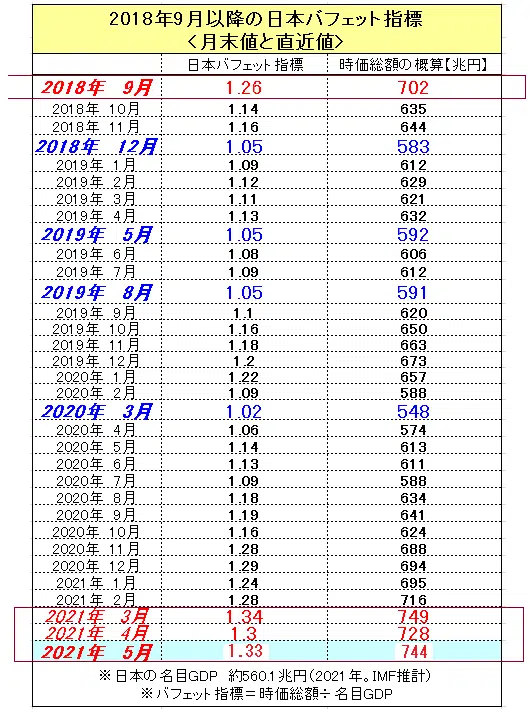 2018年9月以降の日本バフェット指標
<月末値と直近値>
日本バフェット指標 時価総額の概算【兆円】
2018年 9月 1.26 702
2018年 10月 1.14 635
2018年 11月 1.16 644
2018年 12月 1.05 583
2019年 1月 1.09 612
2019年 2月 1.12 629
2019年 3月 1.11 621
2019年 4月 1.13 632
2019年 5月 1.05 592
2019年 6月 1.08 606
2019年 7月 1.09 612
2019年 8月 1.05 591
2019年 9月 1.1 620
2019年 10月 1.16 650
2019年 11月 1.18 663
2019年 12月 1.2 673
2020年 1月 1.22 657
2020年 2月 1.09 588
2020年 3月 1.02 548
2020年 4月 1.06 574
2020年 5月 1.14 613
2020年 6月 1.13 611
2020年 7月 1.09 588
2020年 8月 1.18 634
2020年 9月 1.19 641
2020年 10月 1.16 624
2020年 11月 1.28 688
2020年 12月 1.29 694
2021年 1月 1.24 695
2021年 2月 1.28 716
2021年 3月 1.34 749
2021年 4月 1.3 728
2021年 5月 1.33 744
※日本の名目GDP 約560.1兆円(2021年。IMF推計)
※バフェット指標=時価総額÷名目GDP